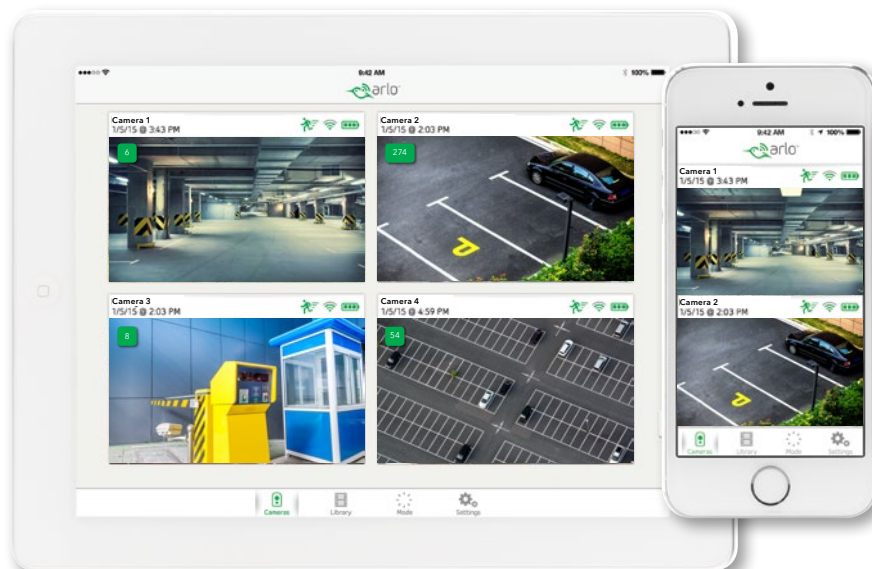 9:42 AM
100%
arlo
Camera 1
1/5/15 @ 3:43 PM
6
Camera 2
1/5/15 @ 2:03 PM
274
Camera 3
1/5/15 @ 2:03 PM
8
Camera 4
1/5/15 @ 4:59 PM
54
Cameras
Library
Mode
Settings
9:42 AM
100%
arlo
Camera 1
1/5/15 @ 3:43 PM
Camera 2
1/5/15 @ 2:03 PM
Cameras
Library
Mode
Settings